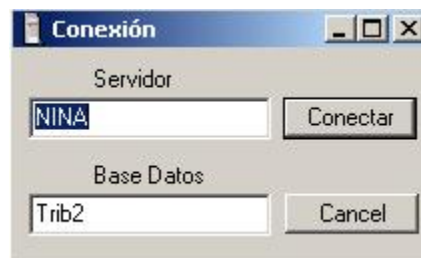 Conexión
Servidor
NINA
Conectar
Base Datos
Trib2
Cancel